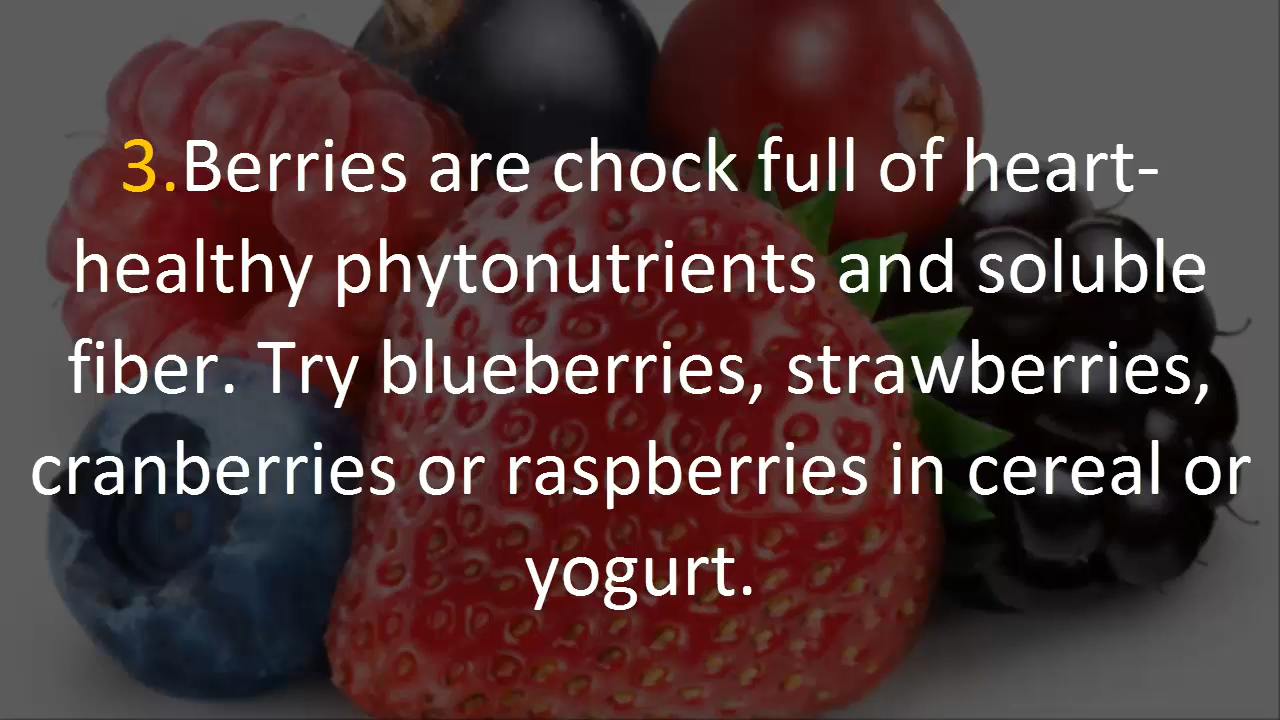 3.Berries are chock full of heart-
healthy phytonutrients and soluble
fiber. Try blueberries, strawberries,
cranberries or raspberries in cereal or
yogurt.